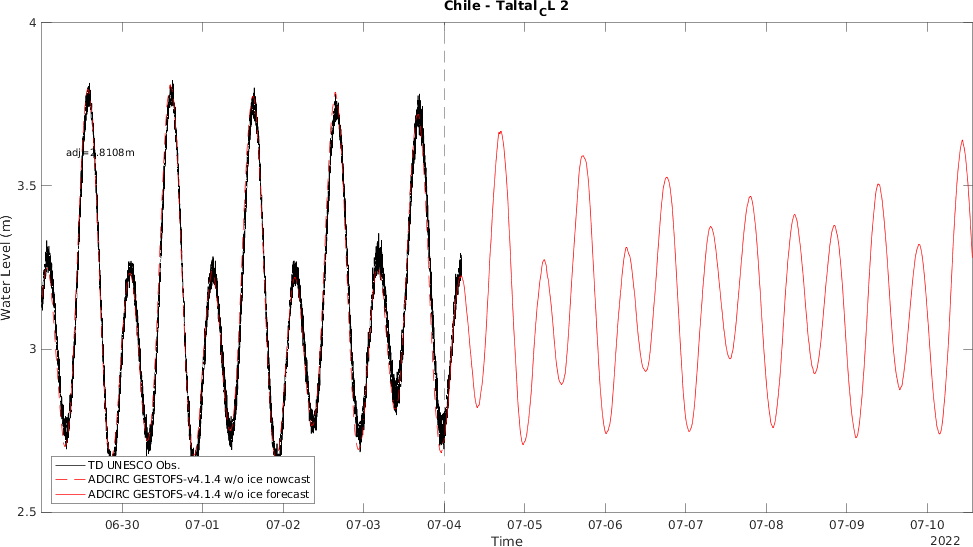 Chile - Taltal_CL 2
4
3.5
3
2.5
Water Level (m)
adj=2.8108m
TD UNESCO Obs.
ADCIRC GESTOFS-v4.1.4 w/o ice nowcast
ADCIRC GESTOFS-v4.1.4 w/o ice forecast
06-30 07-01 07-02 07-03 07-04 07-05 07-06 07-07 07-08 07-09 07-10
Time
2022